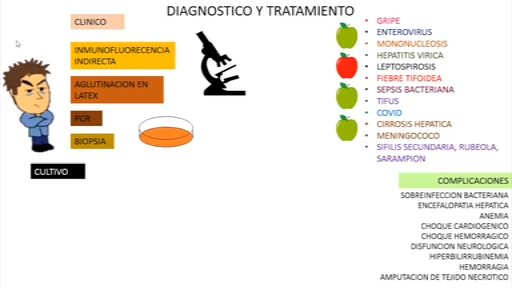 DIAGNOSTICO Y TRATAMIENTO
CLINICO
INMUNOFLUORECENCIA
INDIRECTA
AGLUTINACION EN
LATEX
PCR
BIOPSIA
CULTIVO
GRIPE
ENTEROVIRUS
MONONUCLEOSIS
HEPATITIS VIRICA
LEPTOSPIROSIS
FIEBRE TIFOIDEA
SEPSIS BACTERIANA
TIFUS
COVID
CIRROSIS HEPATICA
MENINGOCOCO
SIFILIS SECUNDARIA, RUBEOLA,
SARAMPION
COMPLICACIONES
SOBREINFECCION BACTERIANA
ENCEFALOPATIA HEPATICA
ANEMIA
CHOQUE CARDIOGENICO
CHOQUE HEMORRAGICO
DISFUNCION NEUROLOGICA
HIPERBILIRRUBINEMIA
HEMORRAGIA
AMPUTACION DE TEJIDO NECROTICO